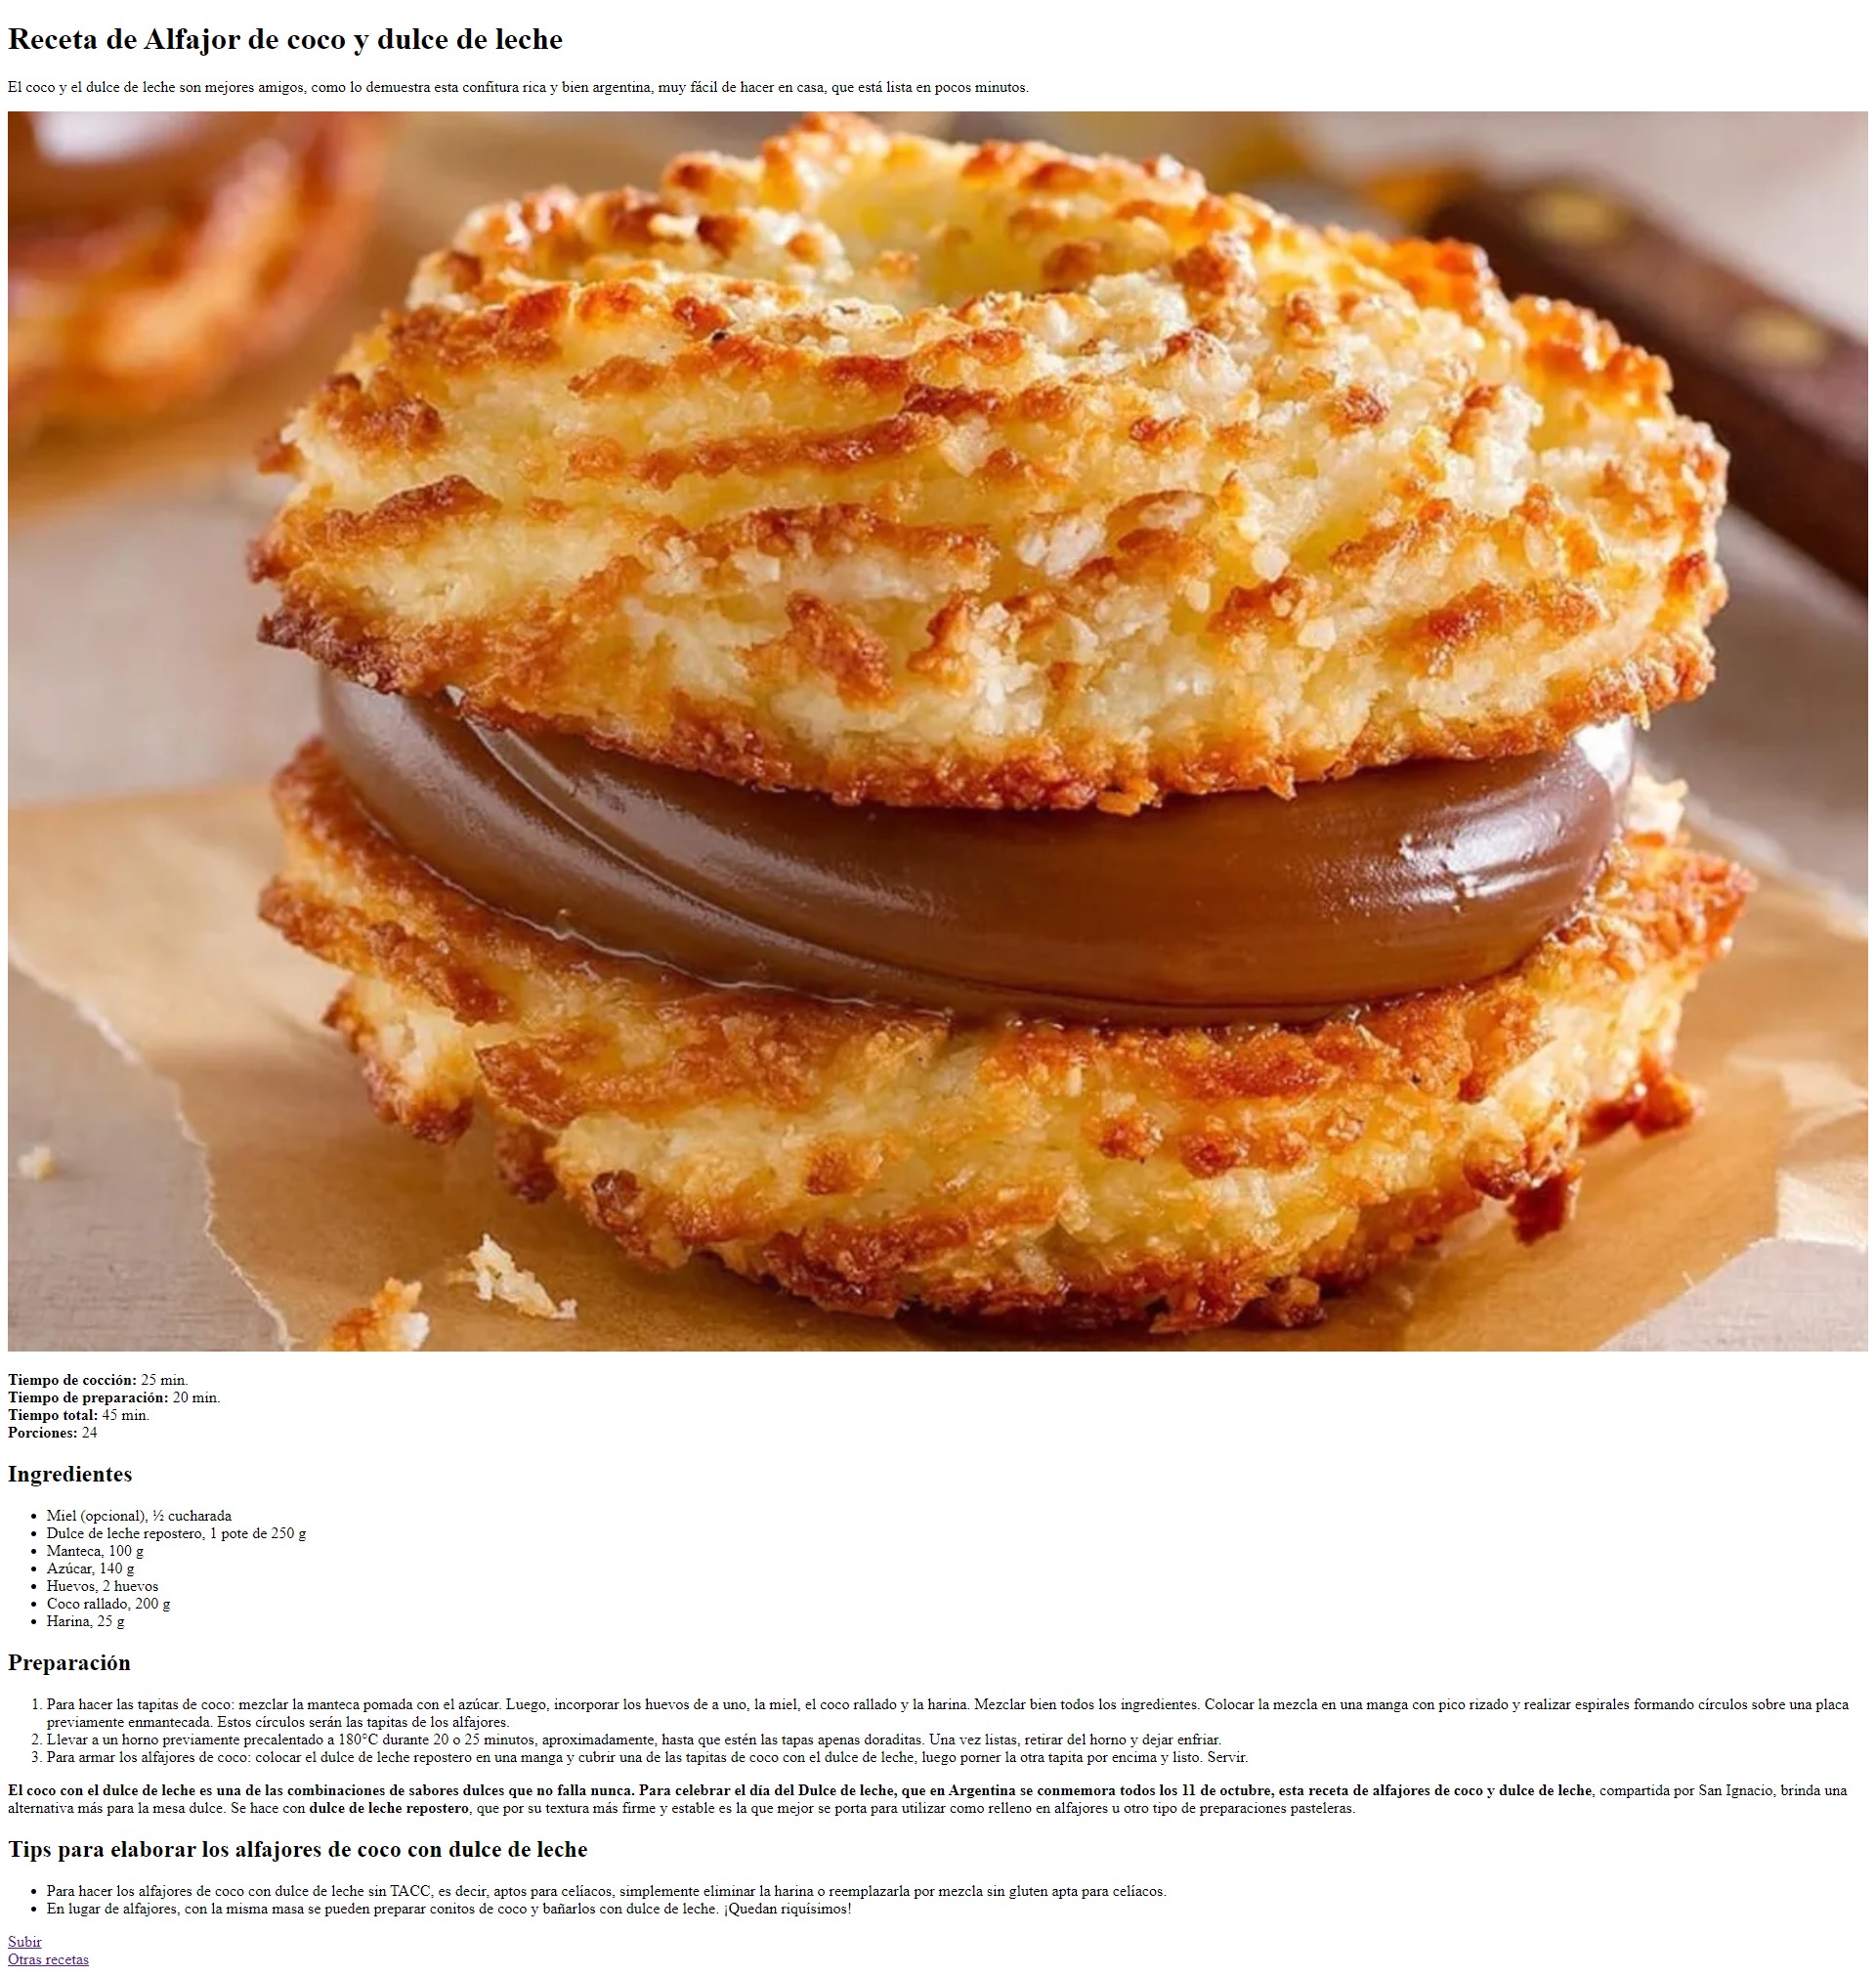 Receta de Alfajor de coco y dulce de leche
El coco y el dulce de leche son mejores amigos, como lo demuestra esta confitura rica y bien argentina, muy fácil de hacer en casa, que está lista en pocos minutos.
Tiempo de cocción: 25 min.
Tiempo de preparación: 20 min.
Tiempo total: 45 min.
Porciones: 24
Ingredientes
• Miel (opcional), ½ cucharada
• Dulce de leche repostero, 1 pote de 250 g
• Manteca, 100 g
• Azúcar, 140 g
• Huevos, 2 huevos
• Coco rallado, 200 g
• Harina, 25 g
Preparación
1. Para hacer las tapitas de coco: mezclar la manteca pomada con el azúcar. Luego, incorporar los huevos de a uno, la miel, el coco rallado y la harina. Mezclar bien todos los ingredientes. Colocar la mezcla en una manga con pico rizado y realizar espirales formando círculos sobre una placa
previamente enmantecada. Estos círculos serán las tapitas de los alfajores.
2. Llevar a un horno previamente precalentado a 180°C durante 20 o 25 minutos, aproximadamente, hasta que estén las tapas apenas doraditas. Una vez listas, retirar del horno y dejar enfriar.
3. Para armar los alfajores de coco: colocar el dulce de leche repostero en una manga y cubrir una de las tapitas de coco con el dulce de leche, luego porner la otra tapita por encima y listo. Servir.
El coco con el dulce de leche es una de las combinaciones de sabores dulces que no falla nunca. Para celebrar el día del Dulce de leche, que en Argentina se conmemora todos los 11 de octubre, esta receta de alfajores de coco y dulce de leche, compartida por San Ignacio, brinda una
alternativa más para la mesa dulce. Se hace con dulce de leche repostero, que por su textura más firme y estable es la que mejor se porta para utilizar como relleno en alfajores u otro tipo de preparaciones pasteleras.
Tips para elaborar los alfajores de coco con dulce de leche
• Para hacer los alfajores de coco con dulce de leche sin TACC, es decir, aptos para celíacos, simplemente eliminar la harina o reemplazarla por mezcla sin gluten apta para celíacos.
• En lugar de alfajores, con la misma masa se pueden preparar conitos de coco y bañarlos con dulce de leche. ¡Quedan riquísimos!
Subir
Otras recetas